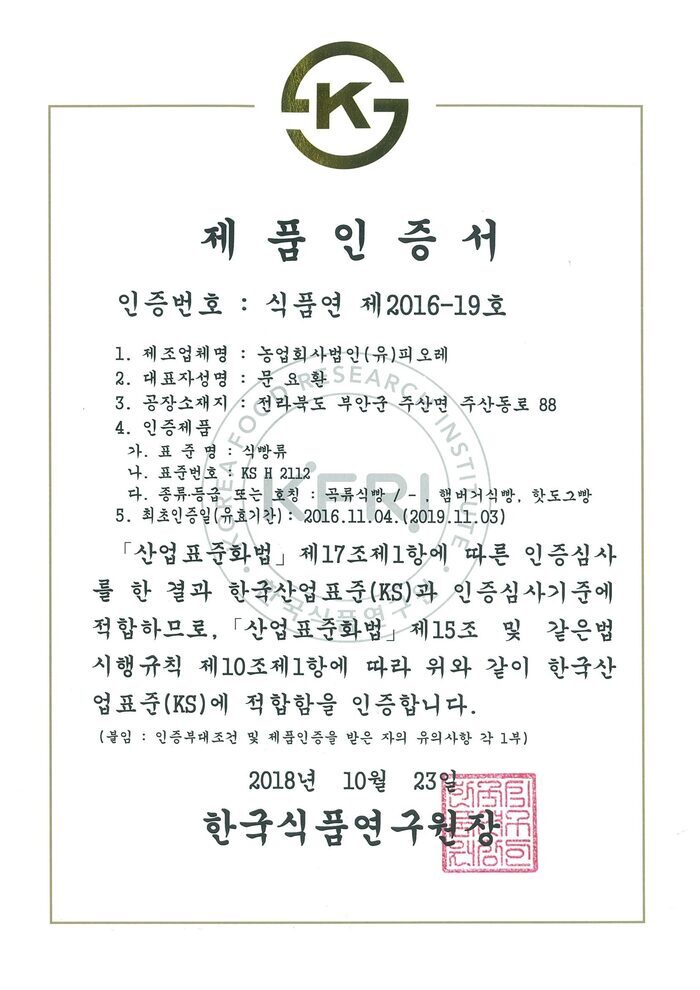 K
제 품 인 증 서
인증번호 : 식품연 제2016-19호
1. 제조업체명 : 농업회사법인(유)피오레
2. 대표자성명 : 문 요 환
3. 공장소재지 : 전라북도 부안군 주산면 주산동로 88
4. 인증제품
가. 표 준 명 : 식빵류
나. 표준번호 : KS H 2112
다. 종류·등급 또는 호칭 : 곡류식빵 / - , 햄버거식빵, 핫도그빵
5. 최초인증일(유효기간) : 2016.11.04.(2019.11.03)
「산업표준화법」제17조제1항에 따른 인증심사
를 한 결과 한국산업표준(KS)과 인증심사기준에
적합하므로,「산업표준화법」제15조 및 같은법
시행규칙 제10조제1항에 따라 위와 같이 한국산
업표준(KS)에 적합함을 인증합니다.
(붙임 : 인증부대조건 및 제품인증을 받은 자의 유의사항 각 1부)
2018년 10월 23일
한국식품연구원장
KOREA FOOD RESEARCH INSTITUTE
KFRI
한국식품연구원